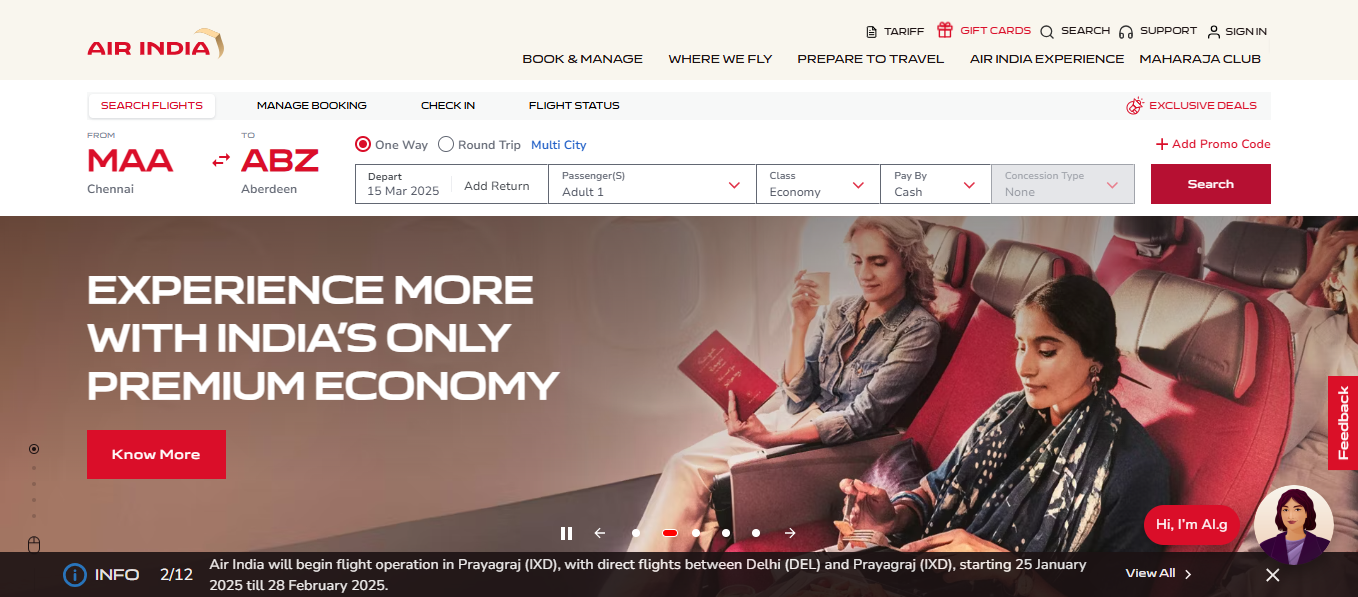 AIR INDIA
TARIFF GIFT CARDS SEARCH SUPPORT SIGN IN
BOOK & MANAGE WHERE WE FLY PREPARE TO TRAVEL AIR INDIA EXPERIENCE MAHARAJA CLUB
SEARCH FLIGHTS MANAGE BOOKING CHECK IN FLIGHT STATUS EXCLUSIVE DEALS
FROM TO
MAA ABZ
Chennai Aberdeen
One Way Round Trip Multi City + Add Promo Code
Depart Passenger(S) Class Pay By Concession Type
15 Mar 2025 Add Return Adult 1 Economy Cash None
Search
EXPERIENCE MORE
WITH INDIA'S ONLY
PREMIUM ECONOMY
Know More
Feedback
Hi, I'm AI.g
INFO 2/12
Air India will begin flight operation in Prayagraj (IXD), with direct flights between Delhi (DEL) and Prayagraj (IXD), starting 25 January
2025 till 28 February 2025.
View All